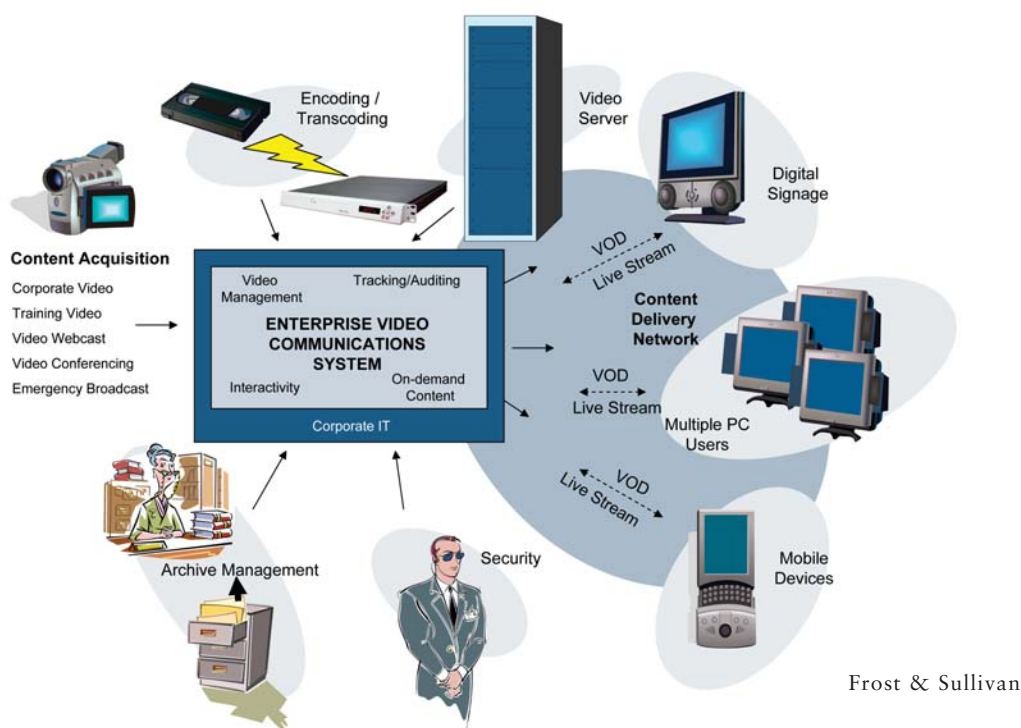 Encoding /
Transcoding
Video
Server
Digital
Signage
Content Acquisition
Corporate Video
Training Video
Video Webcast
Video Conferencing
Emergency Broadcast
Video
Management
Tracking/Auditing
ENTERPRISE VIDEO
COMMUNICATIONS
SYSTEM
Interactivity
On-demand
Content
Corporate IT
VOD
Live Stream
Content
Delivery
Network
VOD
Live Stream
Multiple PC
Users
VOD
Live Stream
Mobile
Devices
Archive Management
Security
Frost & Sullivan